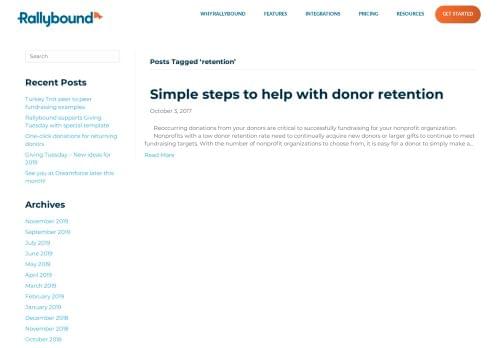 Rallybound
WHY RALLYBOUND
FEATURES
INTEGRATIONS
PRICING
RESOURCES
GET STARTED
Search
Recent Posts
Turkey Trot peer to peer
fundraising examples
Rallybound supports Giving
Tuesday with special template
One-click donations for returning
donors
Giving Tuesday – New ideas for
2019
See you at Dreamforce later this
month!
Archives
November 2019
September 2019
July 2019
June 2019
May 2019
April 2019
March 2019
February 2019
January 2019
December 2018
November 2018
October 2018
Posts Tagged ‘retention’
Simple steps to help with donor retention
October 3, 2017
Reoccurring donations from your donors are critical to successfully fundraising for your nonprofit organization.
Nonprofits with a low donor retention rate need to continually acquire new donors or larger gifts to continue to meet
fundraising targets. With the number of nonprofit organizations to choose from, it is easy for a donor to simply make a...
Read More